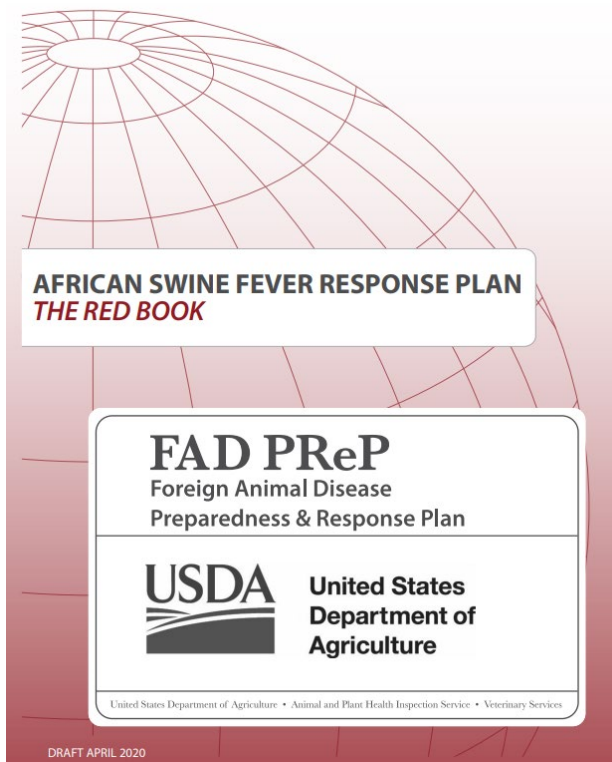 AFRICAN SWINE FEVER RESPONSE PLAN
THE RED BOOK
FAD PReP
Foreign Animal Disease
Preparedness & Response Plan
USDA
United States
Department of
Agriculture
United States Department of Agriculture • Animal and Plant Health Inspection Service • Veterinary Services
DRAFT APRIL 2020